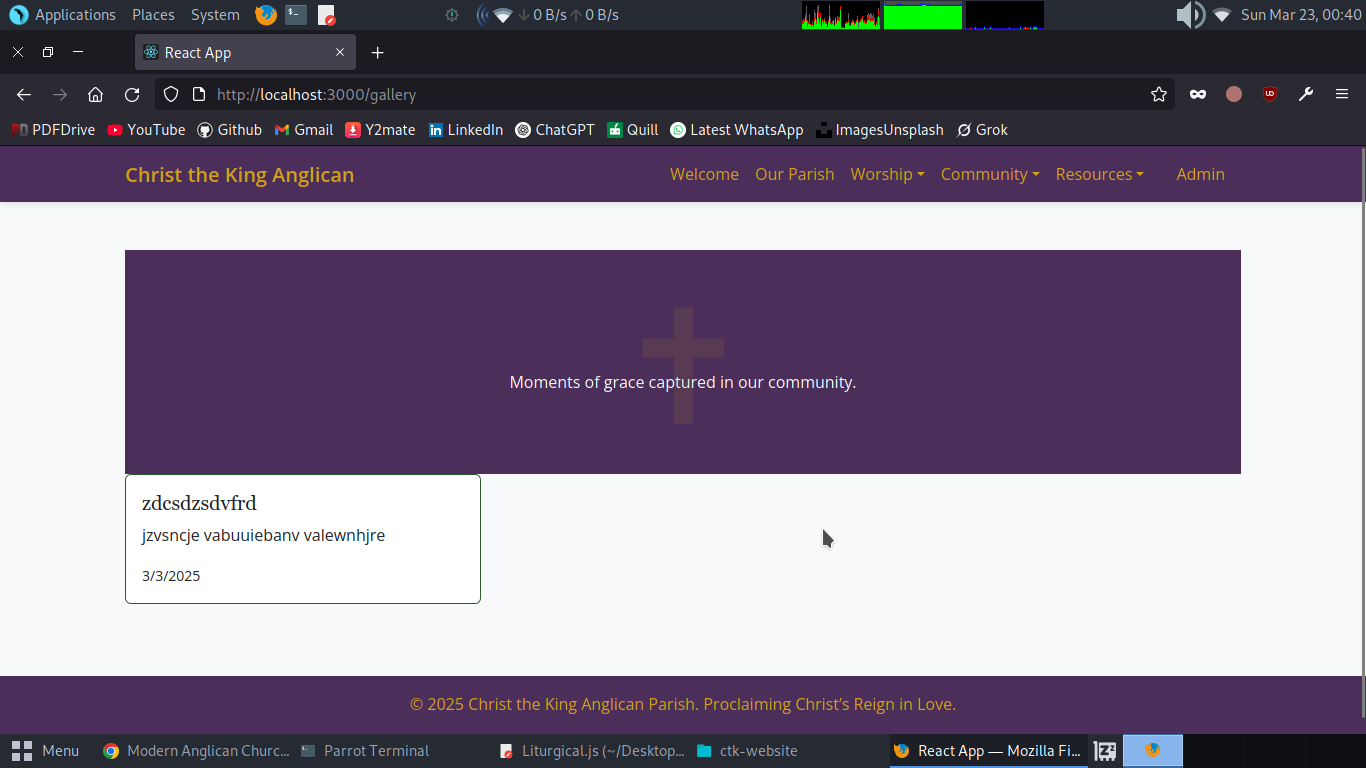 Applications Places System 0 B/s 0 B/s Sun Mar 23, 00:40
React App
http://localhost:3000/gallery
PDFDrive YouTube Github Gmail Y2mate LinkedIn ChatGPT Quill Latest WhatsApp ImagesUnsplash Grok
Christ the King Anglican Welcome Our Parish Worship Community Resources Admin
Moments of grace captured in our community.
zdcsdzsdvfrd
jzvsncje vabuuiebanv valewnhjre
3/3/2025
© 2025 Christ the King Anglican Parish. Proclaiming Christ’s Reign in Love.
Menu Modern Anglican Churc... Parrot Terminal Liturgical.js (~/Desktop... ctk-website React App — Mozilla Fi...